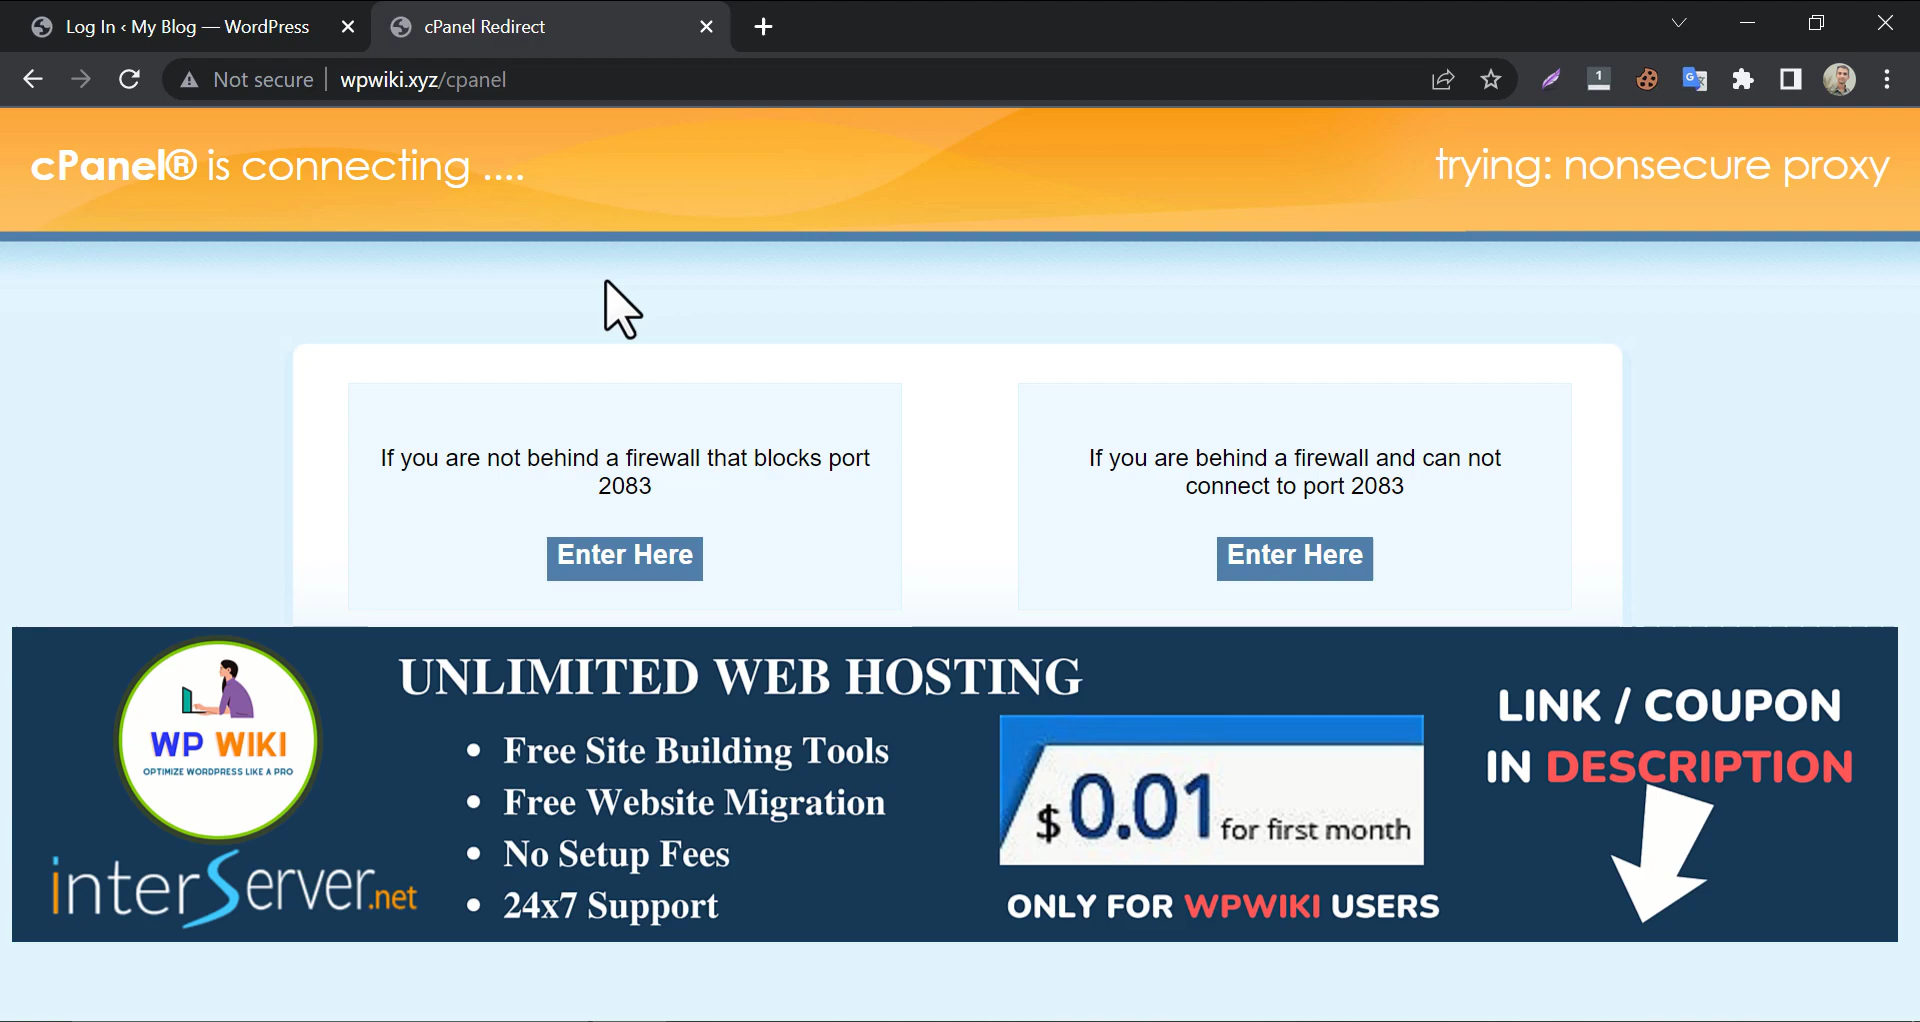 Log In ‹ My Blog — WordPress
cPanel Redirect
Not secure
wpwiki.xyz/cpanel
1
G
cPanel® is connecting ....
trying: nonsecure proxy
If you are not behind a firewall that blocks port
2083
Enter Here
If you are behind a firewall and can not
connect to port 2083
Enter Here
WP WIKI
OPTIMIZE WORDPRESS LIKE A PRO
interServer.net
UNLIMITED WEB HOSTING
• Free Site Building Tools
• Free Website Migration
• No Setup Fees
• 24x7 Support
$0.01 for first month
ONLY FOR WPWIKI USERS
LINK / COUPON
IN DESCRIPTION